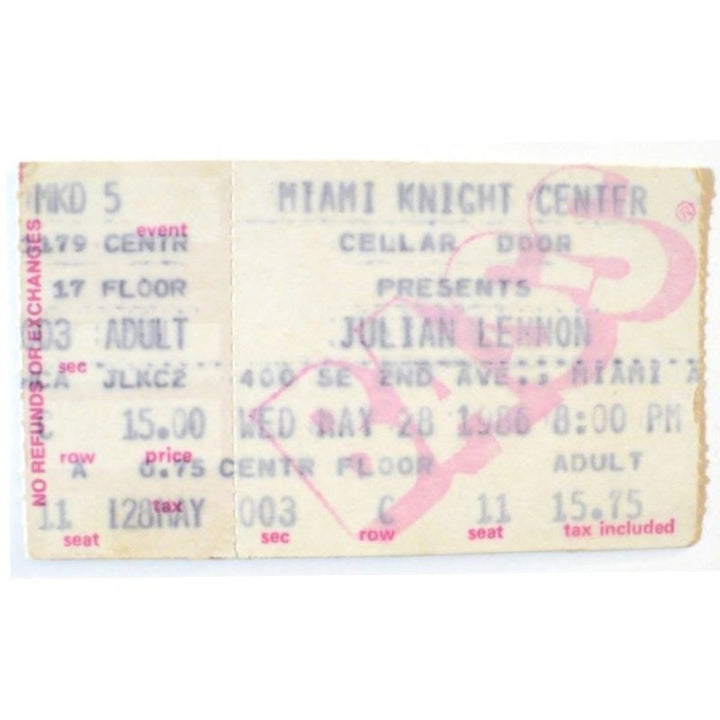 NO REFUNDS OR EXCHANGES
MKD 5
event
179 CENTR
17 FLOOR
003 ADULT
sec
CA JLKC2
C 15.00
row price
A 0.75
tax
11 128MAY
seat
BASS®
MIAMI KNIGHT CENTER
CELLAR DOOR
PRESENTS
JULIAN LENNON
400 SE 2ND AVE., MIAMI
WED MAY 28 1986 8:00 PM
CENTR FLOOR ADULT
003 C 11 15.75
sec row seat tax included